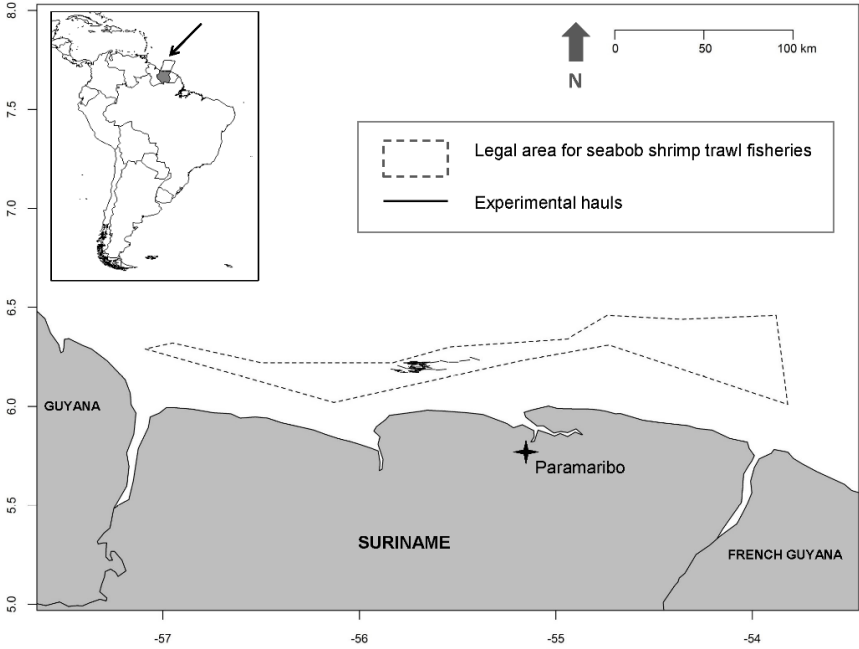 8.0
7.5
7.0
6.5
6.0
5.5
5.0
0
50
100 km
N
Legal area for seabob shrimp trawl fisheries
Experimental hauls
GUYANA
Paramaribo
SURINAME
FRENCH GUYANA
-57
-56
-55
-54